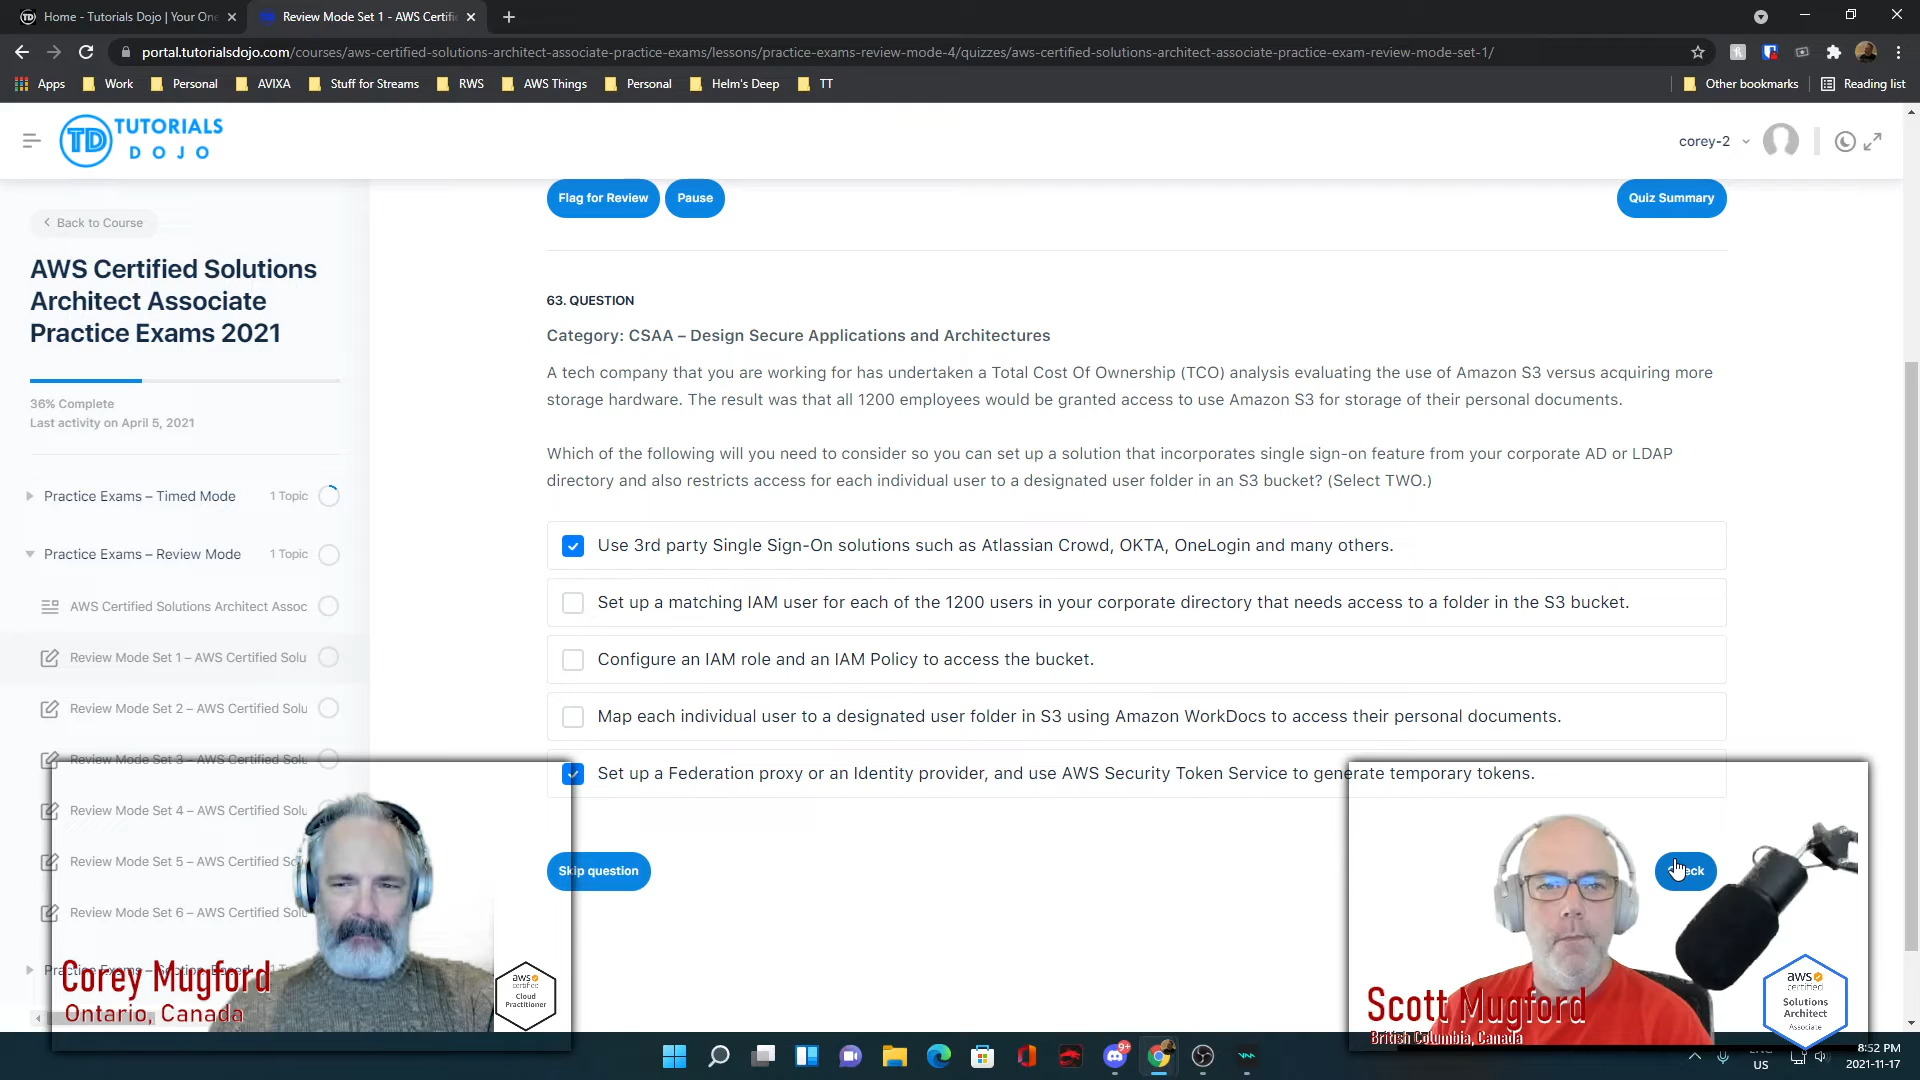 Home - Tutorials Dojo | Your One
Review Mode Set 1 - AWS Certific
portal.tutorialsdojo.com/courses/aws-certified-solutions-architect-associate-practice-exams/lessons/practice-exams-review-mode-4/quizzes/aws-certified-solutions-architect-associate-practice-exam-review-mode-set-1/
Apps
Work
Personal
AVIXA
Stuff for Streams
RWS
AWS Things
Personal
Helm's Deep
TT
Other bookmarks
Reading list
TD TUTORIALS
DOJO
corey-2
Flag for Review
Pause
Quiz Summary
Back to Course
AWS Certified Solutions
Architect Associate
Practice Exams 2021
36% Complete
Last activity on April 5, 2021
Practice Exams – Timed Mode 1 Topic
Practice Exams – Review Mode 1 Topic
AWS Certified Solutions Architect Assoc
Review Mode Set 1 – AWS Certified Solu
Review Mode Set 2 – AWS Certified Solu
Review Mode Set 3 – AWS Certified Solu
Review Mode Set 4 – AWS Certified Solu
Review Mode Set 5 – AWS Certified So
Review Mode Set 6 – AWS Certified Sol
Practice Exams – Section-Based
63. QUESTION
Category: CSAA – Design Secure Applications and Architectures
A tech company that you are working for has undertaken a Total Cost Of Ownership (TCO) analysis evaluating the use of Amazon S3 versus acquiring more
storage hardware. The result was that all 1200 employees would be granted access to use Amazon S3 for storage of their personal documents.
Which of the following will you need to consider so you can set up a solution that incorporates single sign-on feature from your corporate AD or LDAP
directory and also restricts access for each individual user to a designated user folder in an S3 bucket? (Select TWO.)
Use 3rd party Single Sign-On solutions such as Atlassian Crowd, OKTA, OneLogin and many others.
Set up a matching IAM user for each of the 1200 users in your corporate directory that needs access to a folder in the S3 bucket.
Configure an IAM role and an IAM Policy to access the bucket.
Map each individual user to a designated user folder in S3 using Amazon WorkDocs to access their personal documents.
Set up a Federation proxy or an Identity provider, and use AWS Security Token Service to generate temporary tokens.
Skip question
Corey Mugford
Ontario, Canada
aws
certified
Cloud
Practitioner
Scott Mugford
British Columbia, Canada
aws
certified
Solutions
Architect
Associate
9+
US
8:52 PM
2021-11-17